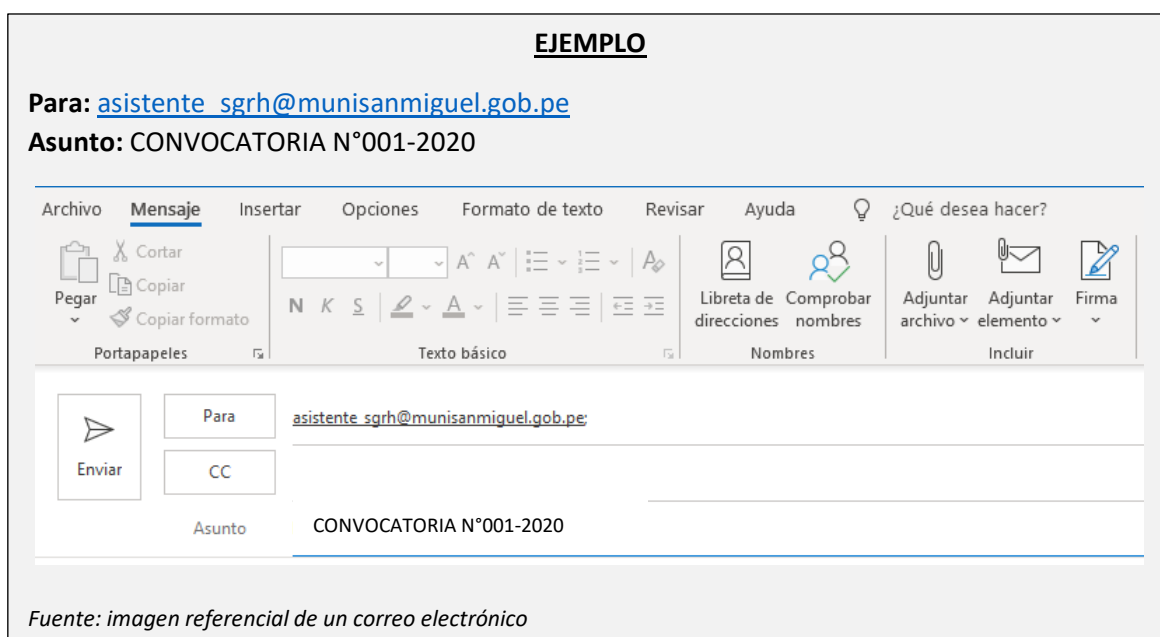 EJEMPLO
Para: asistente_sgrh@munisanmiguel.gob.pe
Asunto: CONVOCATORIA N°001-2020
Archivo Mensaje Insertar Opciones Formato de texto Revisar Ayuda ¿Qué desea hacer?
Pegar
Cortar
Copiar
Copiar formato
Portapapeles
N K S A
Texto básico
Libreta de direcciones
Comprobar nombres
Nombres
Adjuntar archivo
Adjuntar elemento
Firma
Incluir
Enviar
Para
asistente_sgrh@munisanmiguel.gob.pe;
CC
Asunto
CONVOCATORIA N°001-2020
Fuente: imagen referencial de un correo electrónico